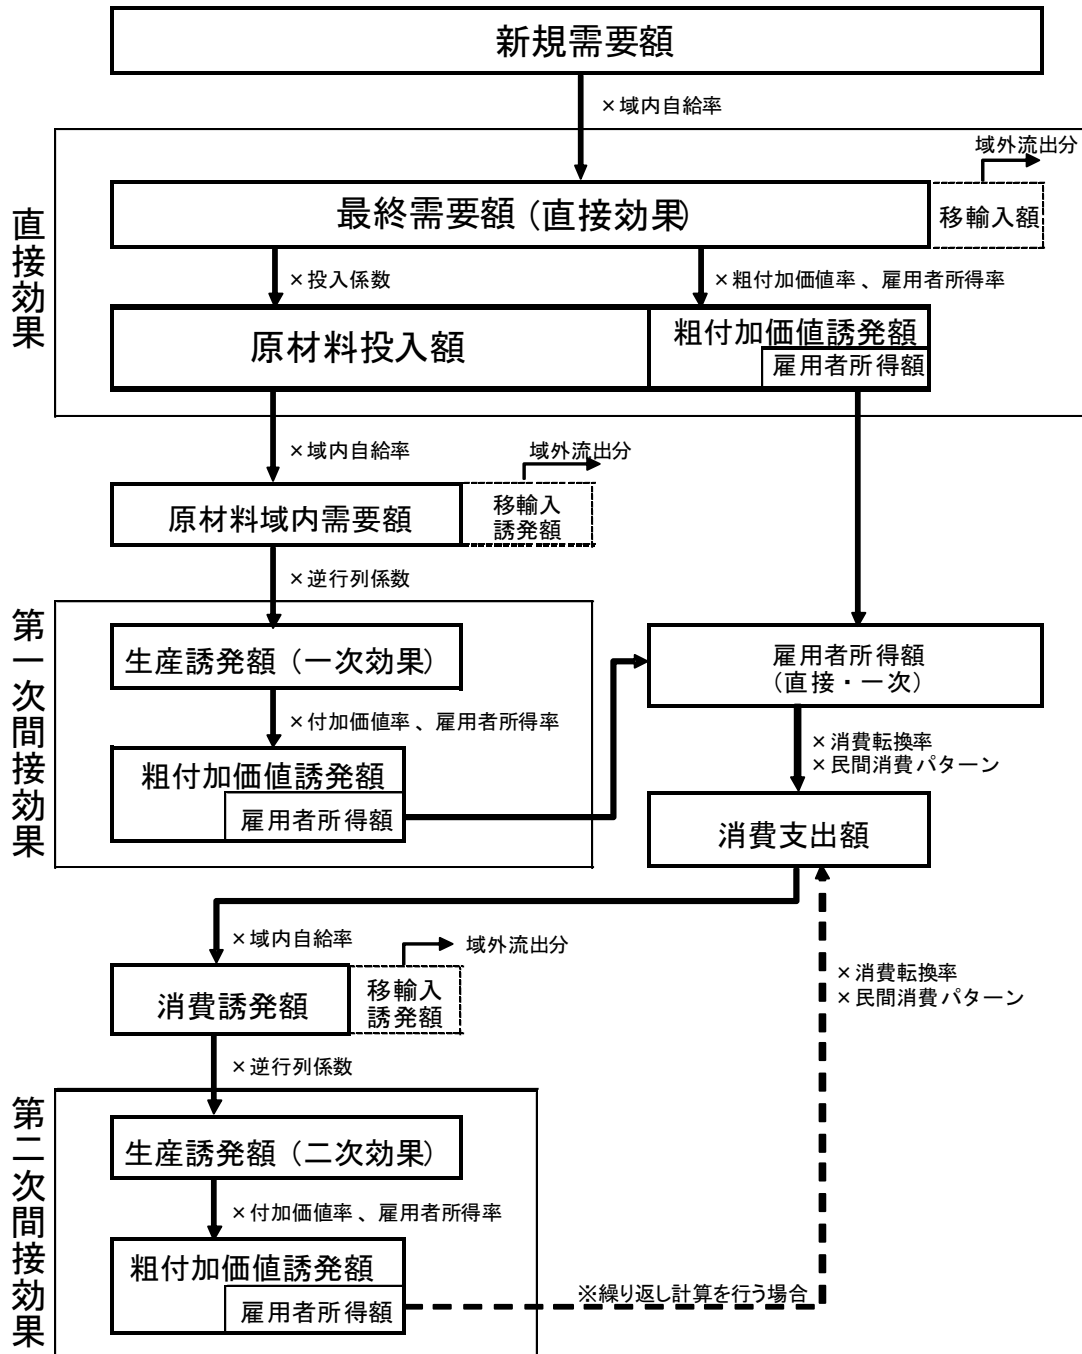 新規需要額
×域内自給率
域外流出分
直接効果
最終需要額（直接効果）
移輸入額
×投入係数
×粗付加価値率、雇用者所得率
原材料投入額
粗付加価値誘発額
雇用者所得額
×域内自給率
域外流出分
原材料域内需要額
移輸入
誘発額
×逆行列係数
第一次間接効果
生産誘発額（一次効果）
雇用者所得額
（直接・一次）
×付加価値率、雇用者所得率
×消費転換率
×民間消費パターン
粗付加価値誘発額
雇用者所得額
消費支出額
×域内自給率
域外流出分
×消費転換率
×民間消費パターン
消費誘発額
移輸入
誘発額
×逆行列係数
第二次間接効果
生産誘発額（二次効果）
×付加価値率、雇用者所得率
粗付加価値誘発額
雇用者所得額
※繰り返し計算を行う場合